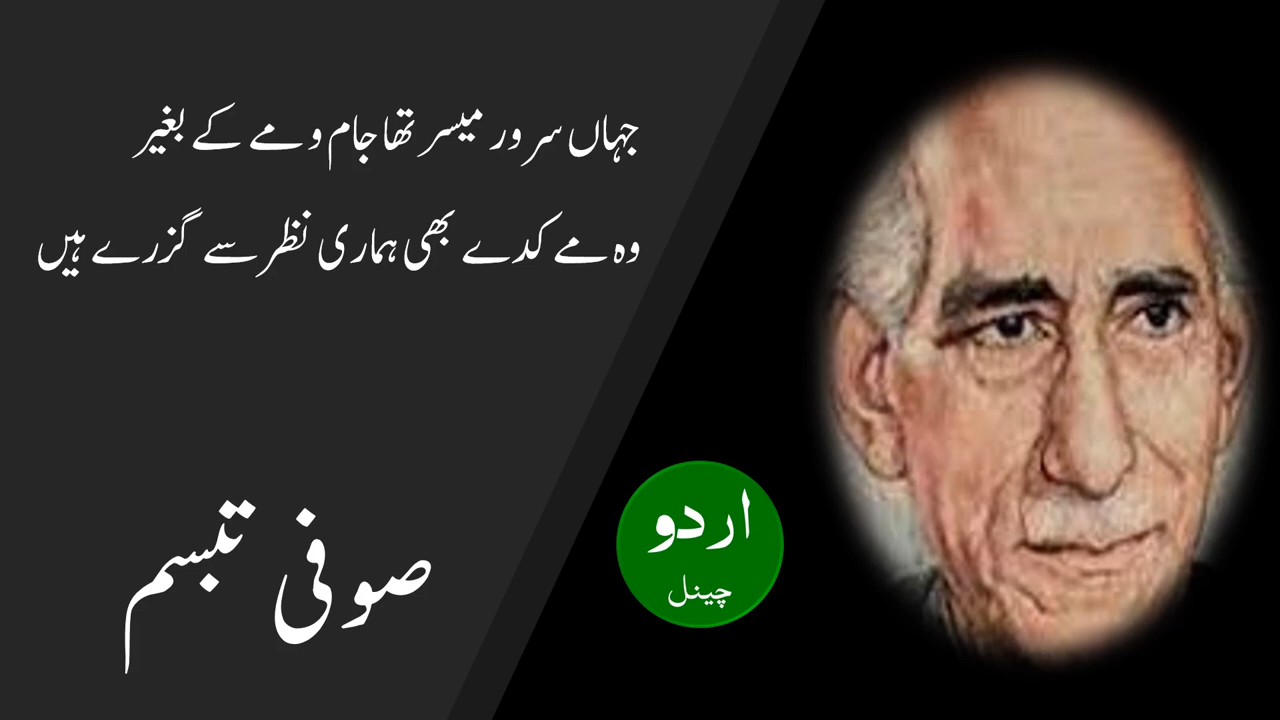 جہاں سرور میسر تھا جام و مے کے بغیر
وہ مے کدے بھی ہماری نظر سے گزرے ہیں
صوفی تبسم
اردو
چینل